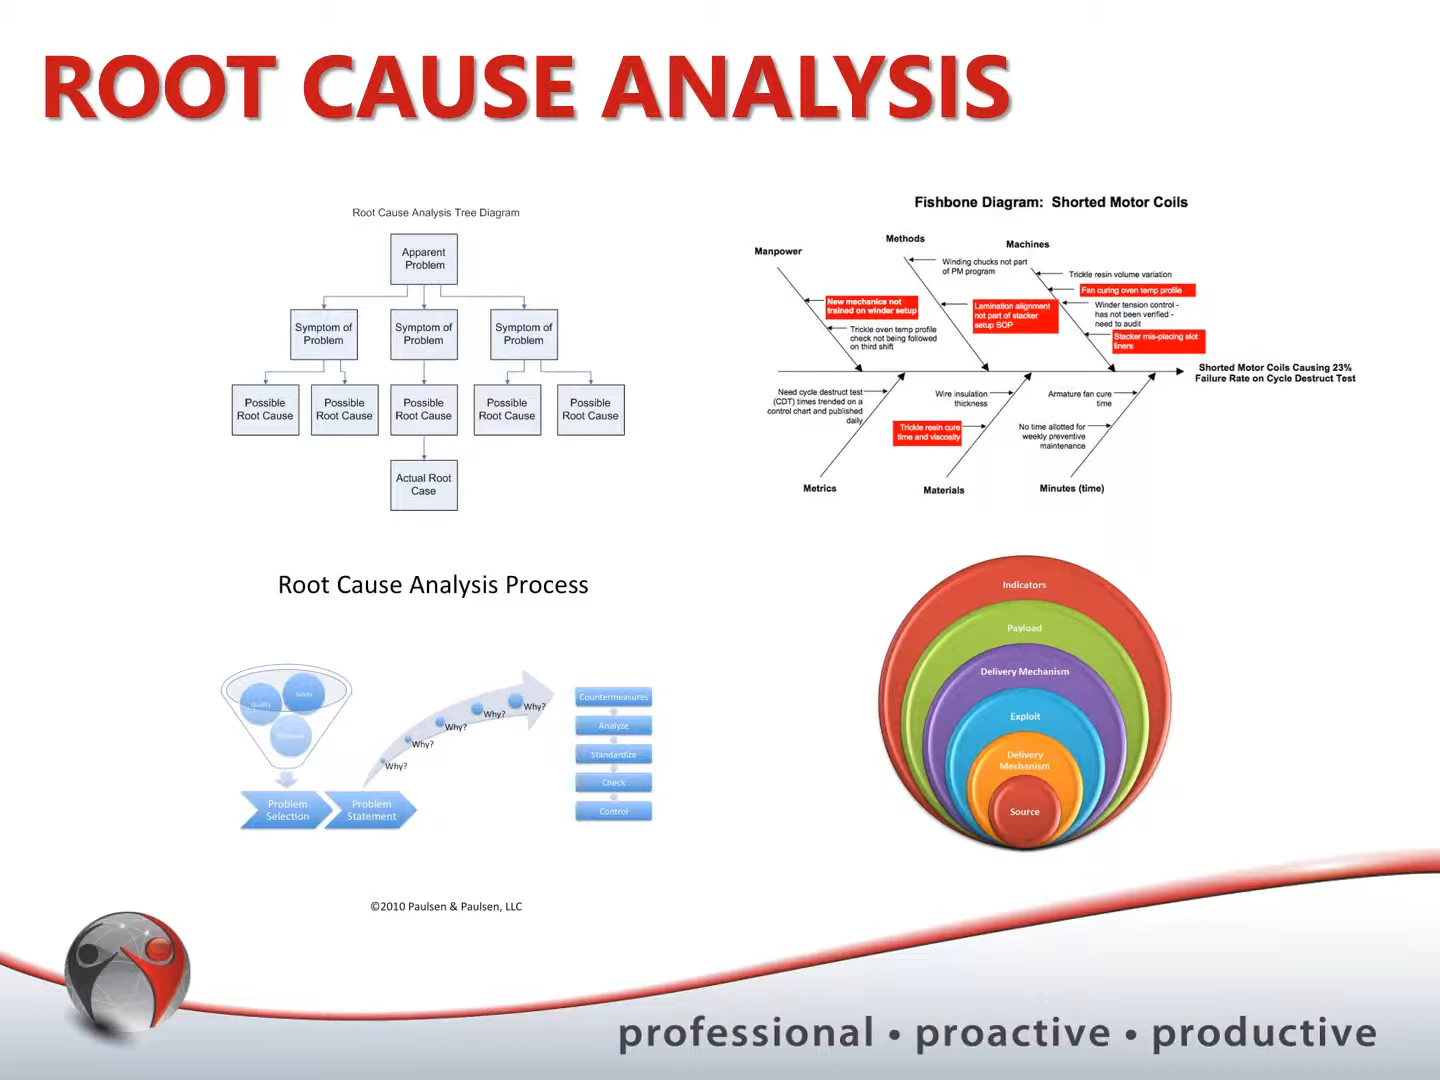 ROOT CAUSE ANALYSIS
Root Cause Analysis Tree Diagram
Apparent
Problem
Symptom of
Problem
Symptom of
Problem
Symptom of
Problem
Possible
Root Cause
Possible
Root Cause
Possible
Root Cause
Possible
Root Cause
Possible
Root Cause
Actual Root
Case
Fishbone Diagram: Shorted Motor Coils
Manpower
Methods
Machines
New mechanics not
trained on winder setup
Trickle oven temp profile
check not being followed
on third shift
Winding chucks not part
of PM program
Lamination alignment
not part of stacker
setup SOP
Trickle resin volume variation
Fan curing oven temp profile
Winder tension control -
has not been verified -
need to audit
Stacker mis-placing slot
liners
Shorted Motor Coils Causing 23%
Failure Rate on Cycle Destruct Test
Need cycle destruct test
(CDT) times trended on a
control chart and published
daily
Wire insulation
thickness
Trickle resin cure
time and viscosity
Armature fan cure
time
No time allotted for
weekly preventive
maintenance
Metrics
Materials
Minutes (time)
Root Cause Analysis Process
Quality
Safety
Problem
Selection
Problem
Statement
Why?
Why?
Why?
Why?
Why?
Countermeasures
Analyze
Standardize
Check
Control
©2010 Paulsen & Paulsen, LLC
Indicators
Payload
Delivery Mechanism
Exploit
Delivery
Mechanism
Source
professional • proactive • productive